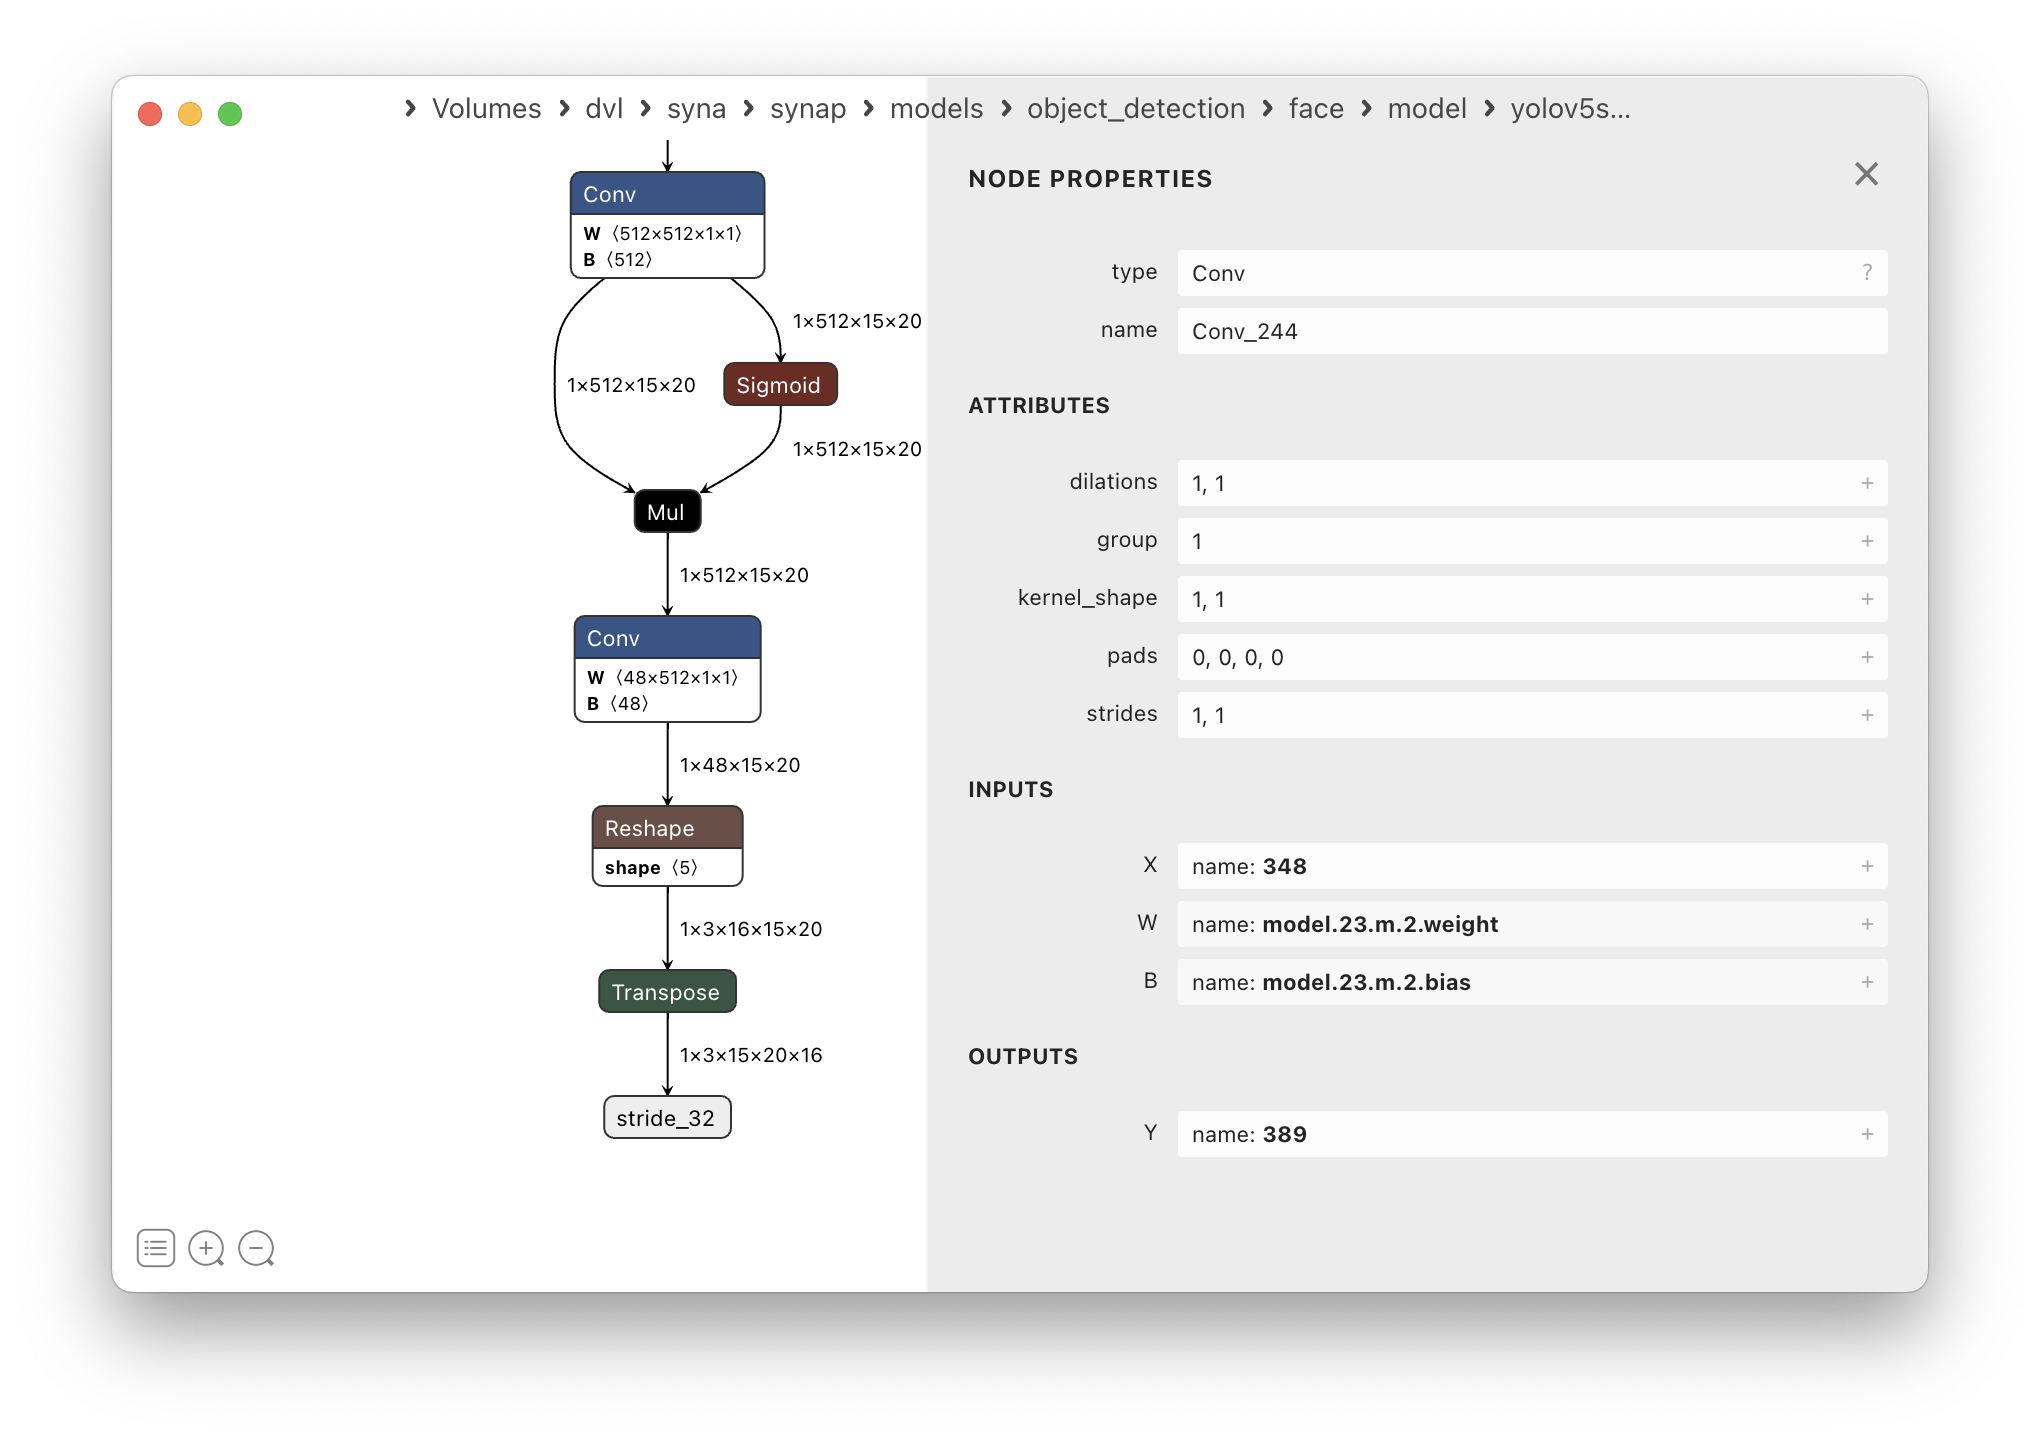 › Volumes › dvl › syna › synap › models › object_detection › face › model › yolov5s...
Conv
W ⟨512×512×1×1⟩
B ⟨512⟩
1×512×15×20
1×512×15×20
Sigmoid
1×512×15×20
Mul
1×512×15×20
Conv
W ⟨48×512×1×1⟩
B ⟨48⟩
1×48×15×20
Reshape
shape ⟨5⟩
1×3×16×15×20
Transpose
1×3×15×20×16
stride_32
NODE PROPERTIES
type Conv ?
name Conv_244
ATTRIBUTES
dilations 1, 1 +
group 1 +
kernel_shape 1, 1 +
pads 0, 0, 0, 0 +
strides 1, 1 +
INPUTS
X name: 348 +
W name: model.23.m.2.weight +
B name: model.23.m.2.bias +
OUTPUTS
Y name: 389 +